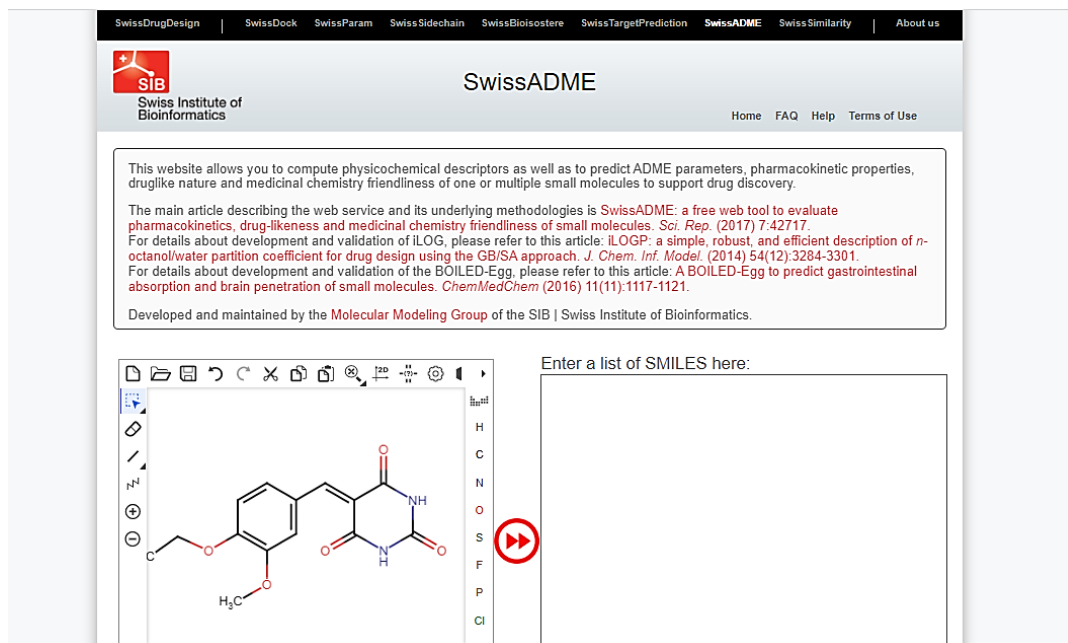 SwissDrugDesign | SwissDock SwissParam SwissSidechain SwissBioisostere SwissTargetPrediction SwissADME SwissSimilarity | About us
SIB
Swiss Institute of
Bioinformatics
SwissADME
Home FAQ Help Terms of Use
This website allows you to compute physicochemical descriptors as well as to predict ADME parameters, pharmacokinetic properties,
druglike nature and medicinal chemistry friendliness of one or multiple small molecules to support drug discovery.
The main article describing the web service and its underlying methodologies is SwissADME: a free web tool to evaluate
pharmacokinetics, drug-likeness and medicinal chemistry friendliness of small molecules. Sci. Rep. (2017) 7:42717.
For details about development and validation of iLOG, please refer to this article: iLOGP: a simple, robust, and efficient description of n-
octanol/water partition coefficient for drug design using the GB/SA approach. J. Chem. Inf. Model. (2014) 54(12):3284-3301.
For details about development and validation of the BOILED-Egg, please refer to this article: A BOILED-Egg to predict gastrointestinal
absorption and brain penetration of small molecules. ChemMedChem (2016) 11(11):1117-1121.
Developed and maintained by the Molecular Modeling Group of the SIB | Swiss Institute of Bioinformatics.
Enter a list of SMILES here:
2D
(?)
H
C
N
O
S
F
P
Cl
O
NH
O
N
H
O
O
C
O
H3C